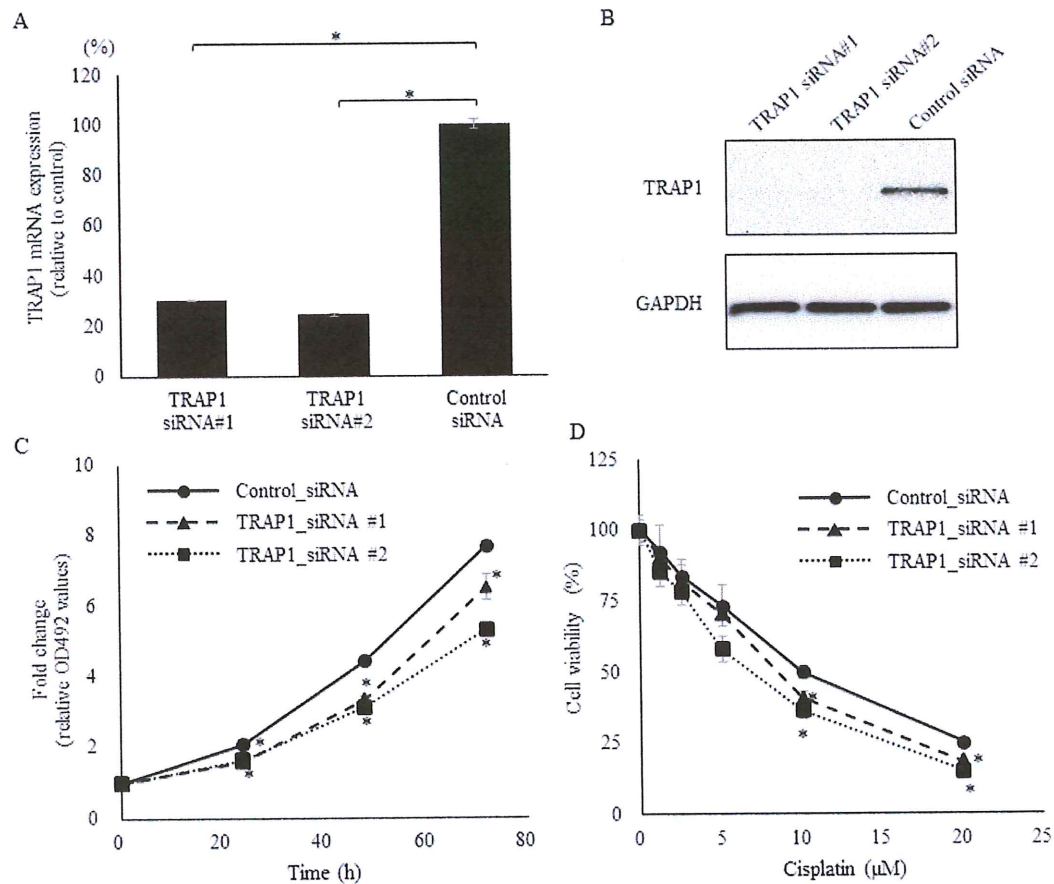 A
(%)
*
*
120
100
80
60
40
20
0
TRAP1 mRNA expression
(relative to control)
TRAP1
siRNA#1
TRAP1
siRNA#2
Control
siRNA
B
TRAP1 siRNA#1
TRAP1 siRNA#2
Control siRNA
TRAP1
GAPDH
C
10
8
6
4
2
0
Fold change
(relative OD492 values)
Control_siRNA
TRAP1_siRNA #1
TRAP1_siRNA #2
*
*
*
*
*
*
0
20
40
60
80
Time (h)
D
125
100
75
50
25
0
Cell viability (%)
Control_siRNA
TRAP1_siRNA #1
TRAP1_siRNA #2
*
*
*
*
0
5
10
15
20
25
Cisplatin (μM)